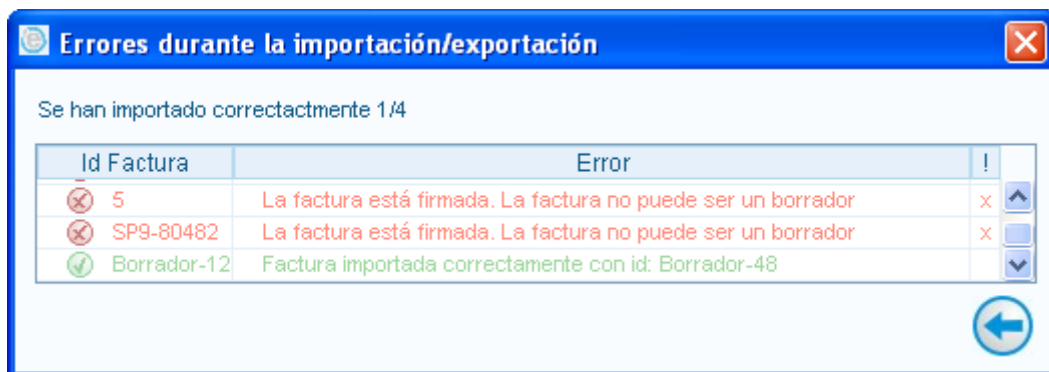 Errores durante la importación/exportación
Se han importado correctactmente 1/4
Id Factura Error !
5 La factura está firmada. La factura no puede ser un borrador x
SP9-80482 La factura está firmada. La factura no puede ser un borrador x
Borrador-12 Factura importada correctamente con id: Borrador-48